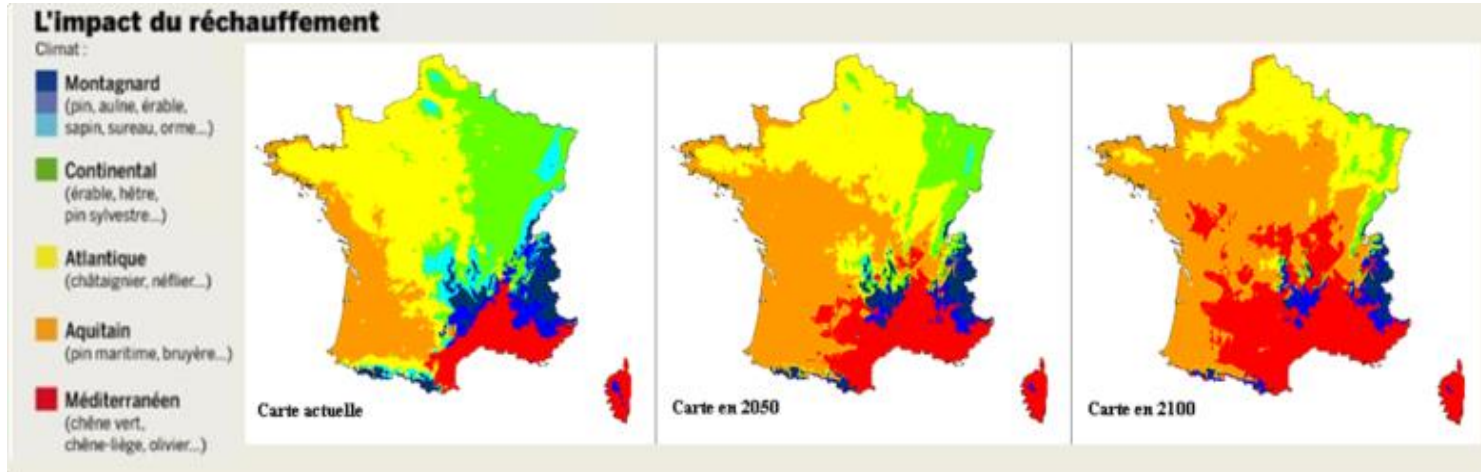 L'impact du réchauffement
Climat :
Montagnard
(pin, aulne, érable,
sapin, sureau, orme...)
Continental
(érable, hêtre,
pin sylvestre...)
Atlantique
(châtaignier, néflier...)
Aquitain
(pin maritime, bruyère...)
Méditerranéen
(chêne vert,
chêne-liège, olivier...)
Carte actuelle
Carte en 2050
Carte en 2100